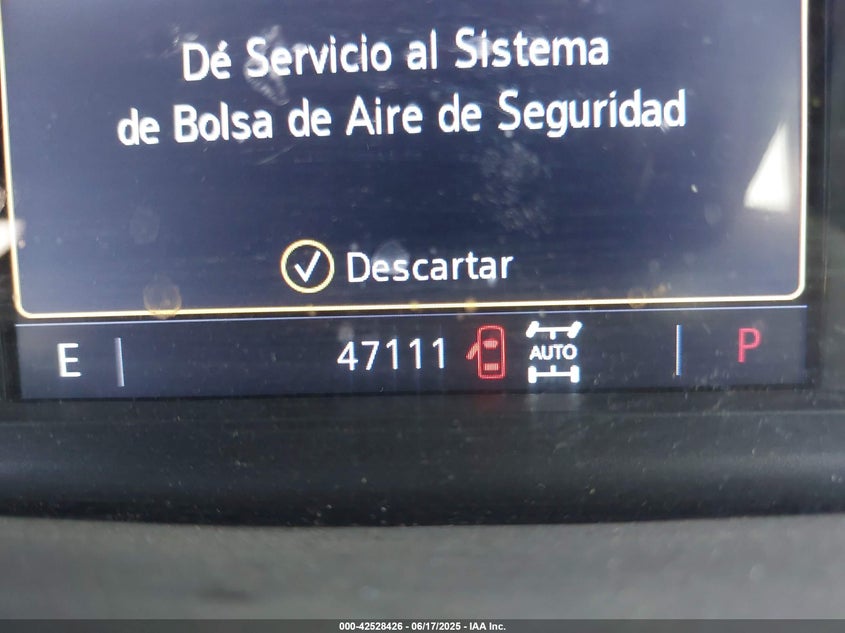 Dé Servicio al Sistema
de Bolsa de Aire de Seguridad
Descartar
E 47111 AUTO P
000-42528426 - 06/17/2025 - IAA Inc.